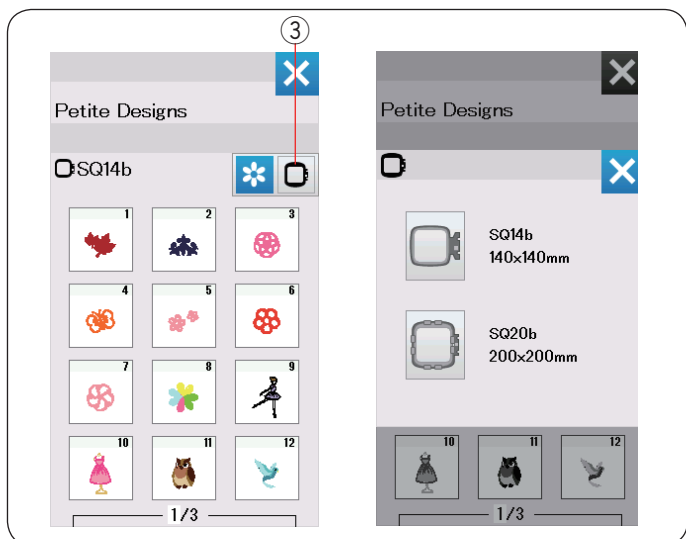 ③
Petite Designs
SQ14b
1 2 3
4 5 6
7 8 9
10 11 12
1/3
Petite Designs
SQ14b
140x140mm
SQ20b
200x200mm
10 11 12
1/3